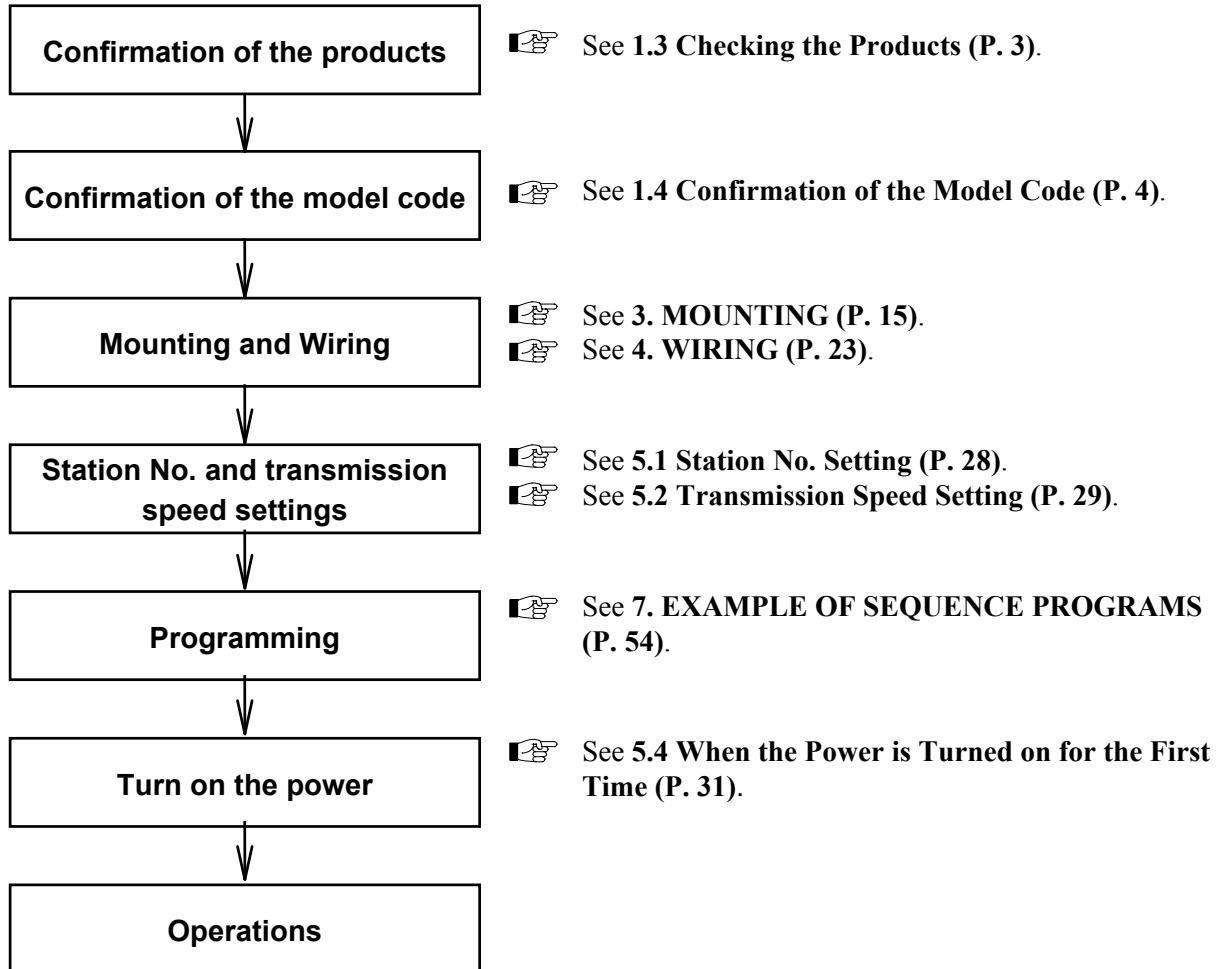 Confirmation of the products
See 1.3 Checking the Products (P. 3).
Confirmation of the model code
See 1.4 Confirmation of the Model Code (P. 4).
Mounting and Wiring
See 3. MOUNTING (P. 15).
See 4. WIRING (P. 23).
Station No. and transmission
speed settings
See 5.1 Station No. Setting (P. 28).
See 5.2 Transmission Speed Setting (P. 29).
Programming
See 7. EXAMPLE OF SEQUENCE PROGRAMS
(P. 54).
Turn on the power
See 5.4 When the Power is Turned on for the First
Time (P. 31).
Operations